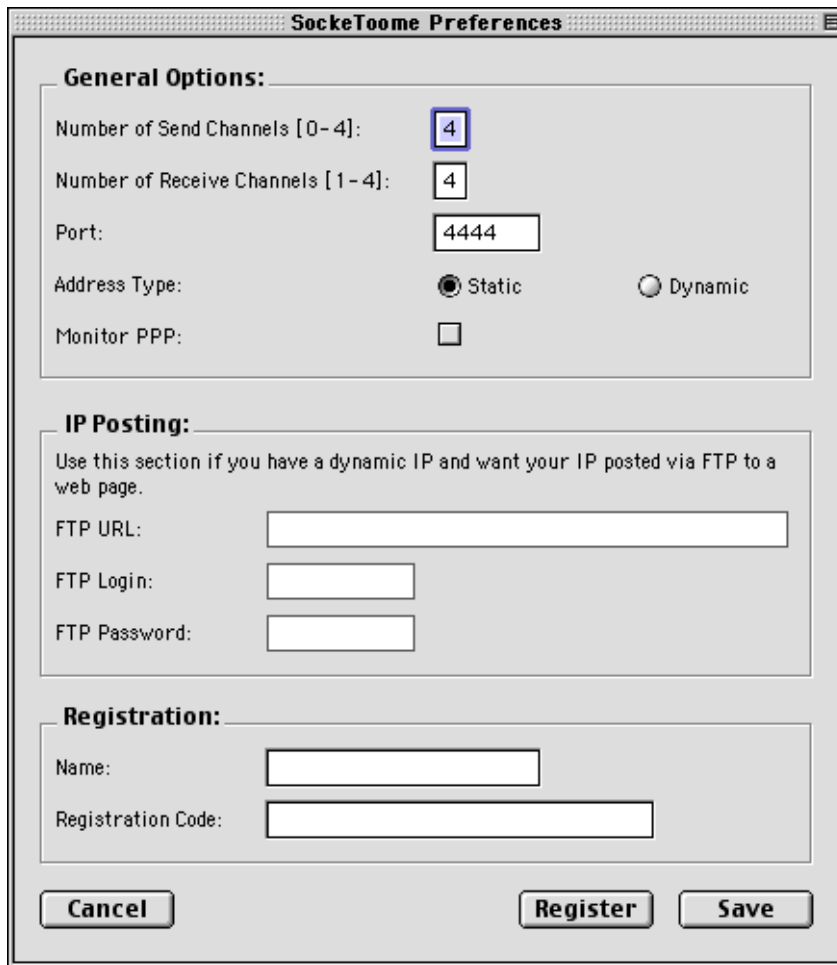 SockeToome Preferences
General Options:
Number of Send Channels [0-4]: 4
Number of Receive Channels [1-4]: 4
Port: 4444
Address Type: Static Dynamic
Monitor PPP:
IP Posting:
Use this section if you have a dynamic IP and want your IP posted via FTP to a
web page.
FTP URL:
FTP Login:
FTP Password:
Registration:
Name:
Registration Code:
Cancel Register Save